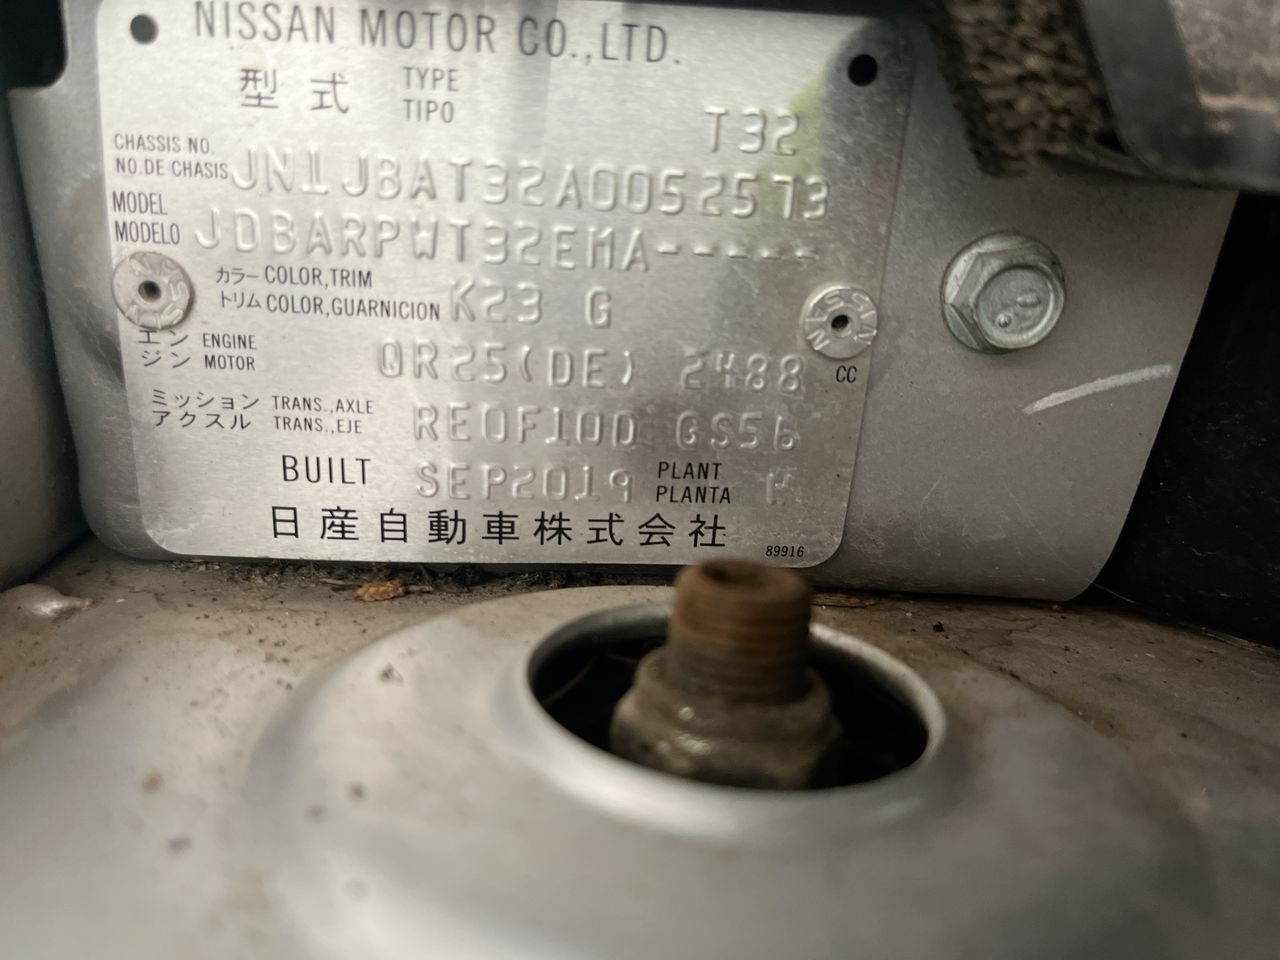 NISSAN MOTOR CO.,LTD.
型式 TYPE
TIPO T32
CHASSIS NO.
NO.DE CHASIS JN1JBAT32A0052573
MODEL
MODELO JDBARPWT32EMA-----
カラー COLOR,TRIM
トリム COLOR,GUARNICION K23 G
エン ENGINE
ジン MOTOR QR25(DE) 2488 CC
ミッション TRANS.,AXLE
アクスル TRANS.,EJE RE0F10D GS56
BUILT SEP2019 PLANT
PLANTA
日産自動車株式会社
89916